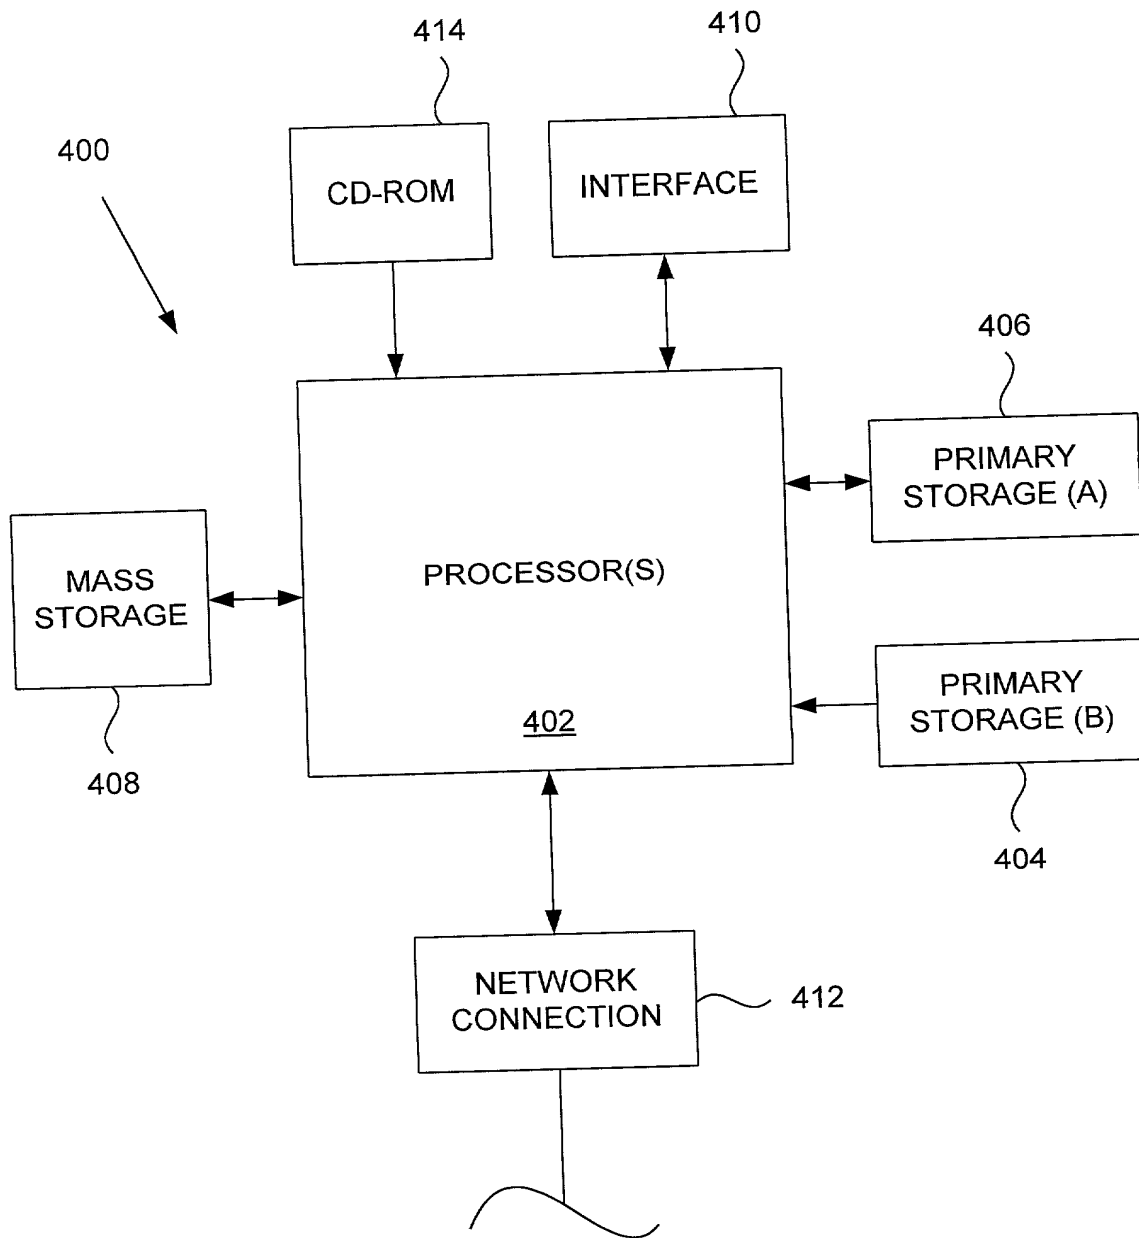 414
410
400
CD-ROM
INTERFACE
406
PRIMARY
STORAGE (A)
PROCESSOR(S)
MASS
STORAGE
PRIMARY
STORAGE (B)
402
408
404
NETWORK
CONNECTION
412